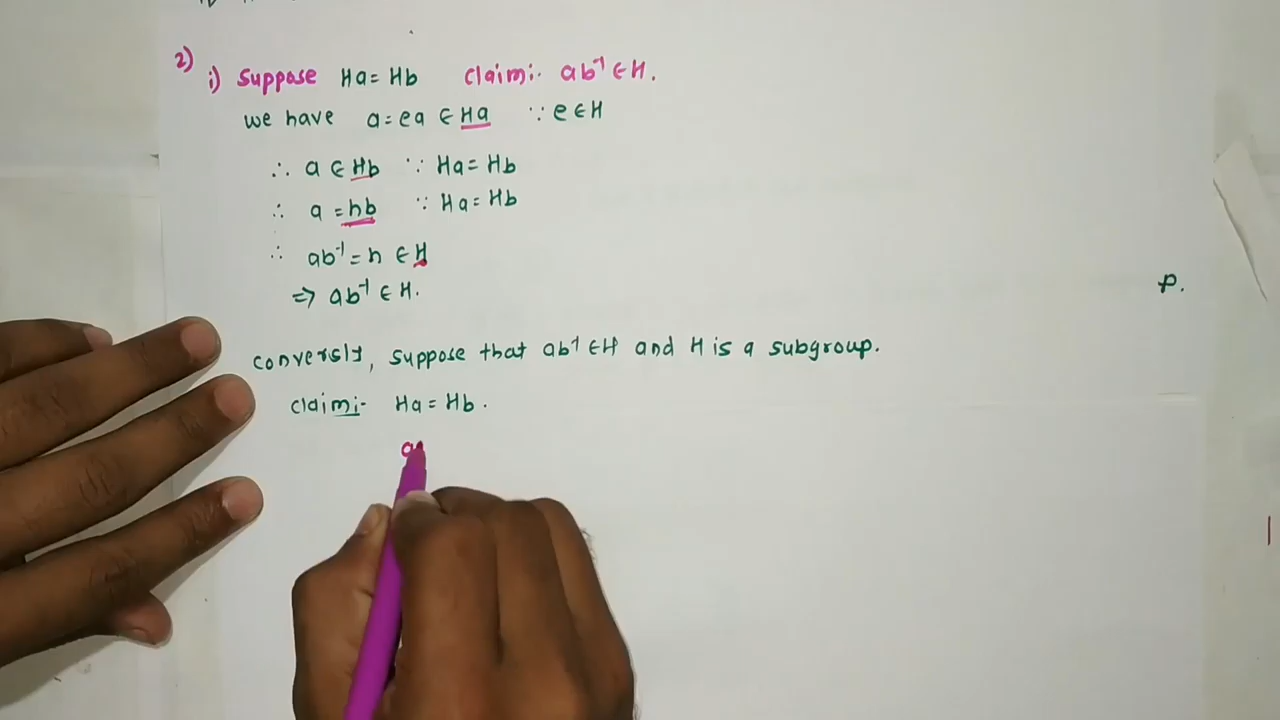 2)
i) Suppose Ha = Hb claim:- ab⁻¹ ∈ H.
we have a = ea ∈ Ha ∵ e ∈ H
∴ a ∈ Hb ∵ Ha = Hb
∴ a = hb ∵ Ha = Hb
∴ ab⁻¹ = h ∈ H
⇒ ab⁻¹ ∈ H.
P.
conversly, suppose that ab⁻¹ ∈ H and H is a subgroup.
claim:- Ha = Hb.